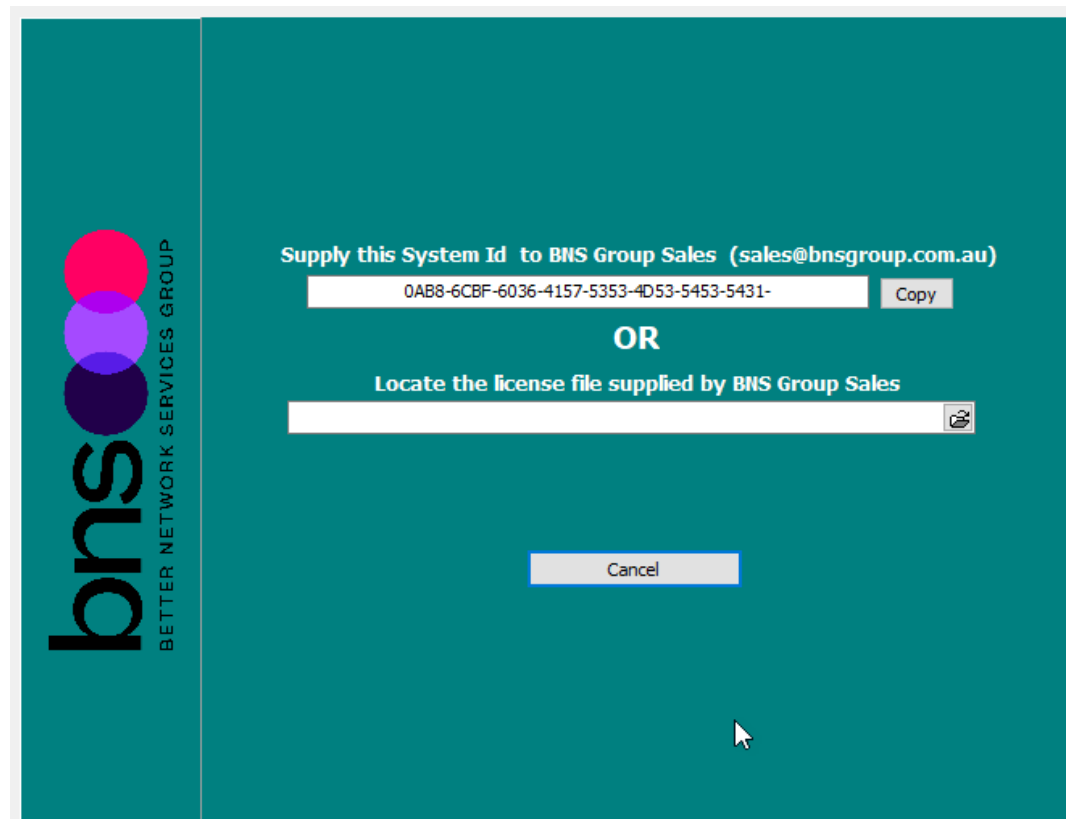 bns
BETTER NETWORK SERVICES GROUP
Supply this System Id to BNS Group Sales (sales@bnsgroup.com.au)
0AB8-6CBF-6036-4157-5353-4D53-5453-5431-
Copy
OR
Locate the license file supplied by BNS Group Sales
Cancel